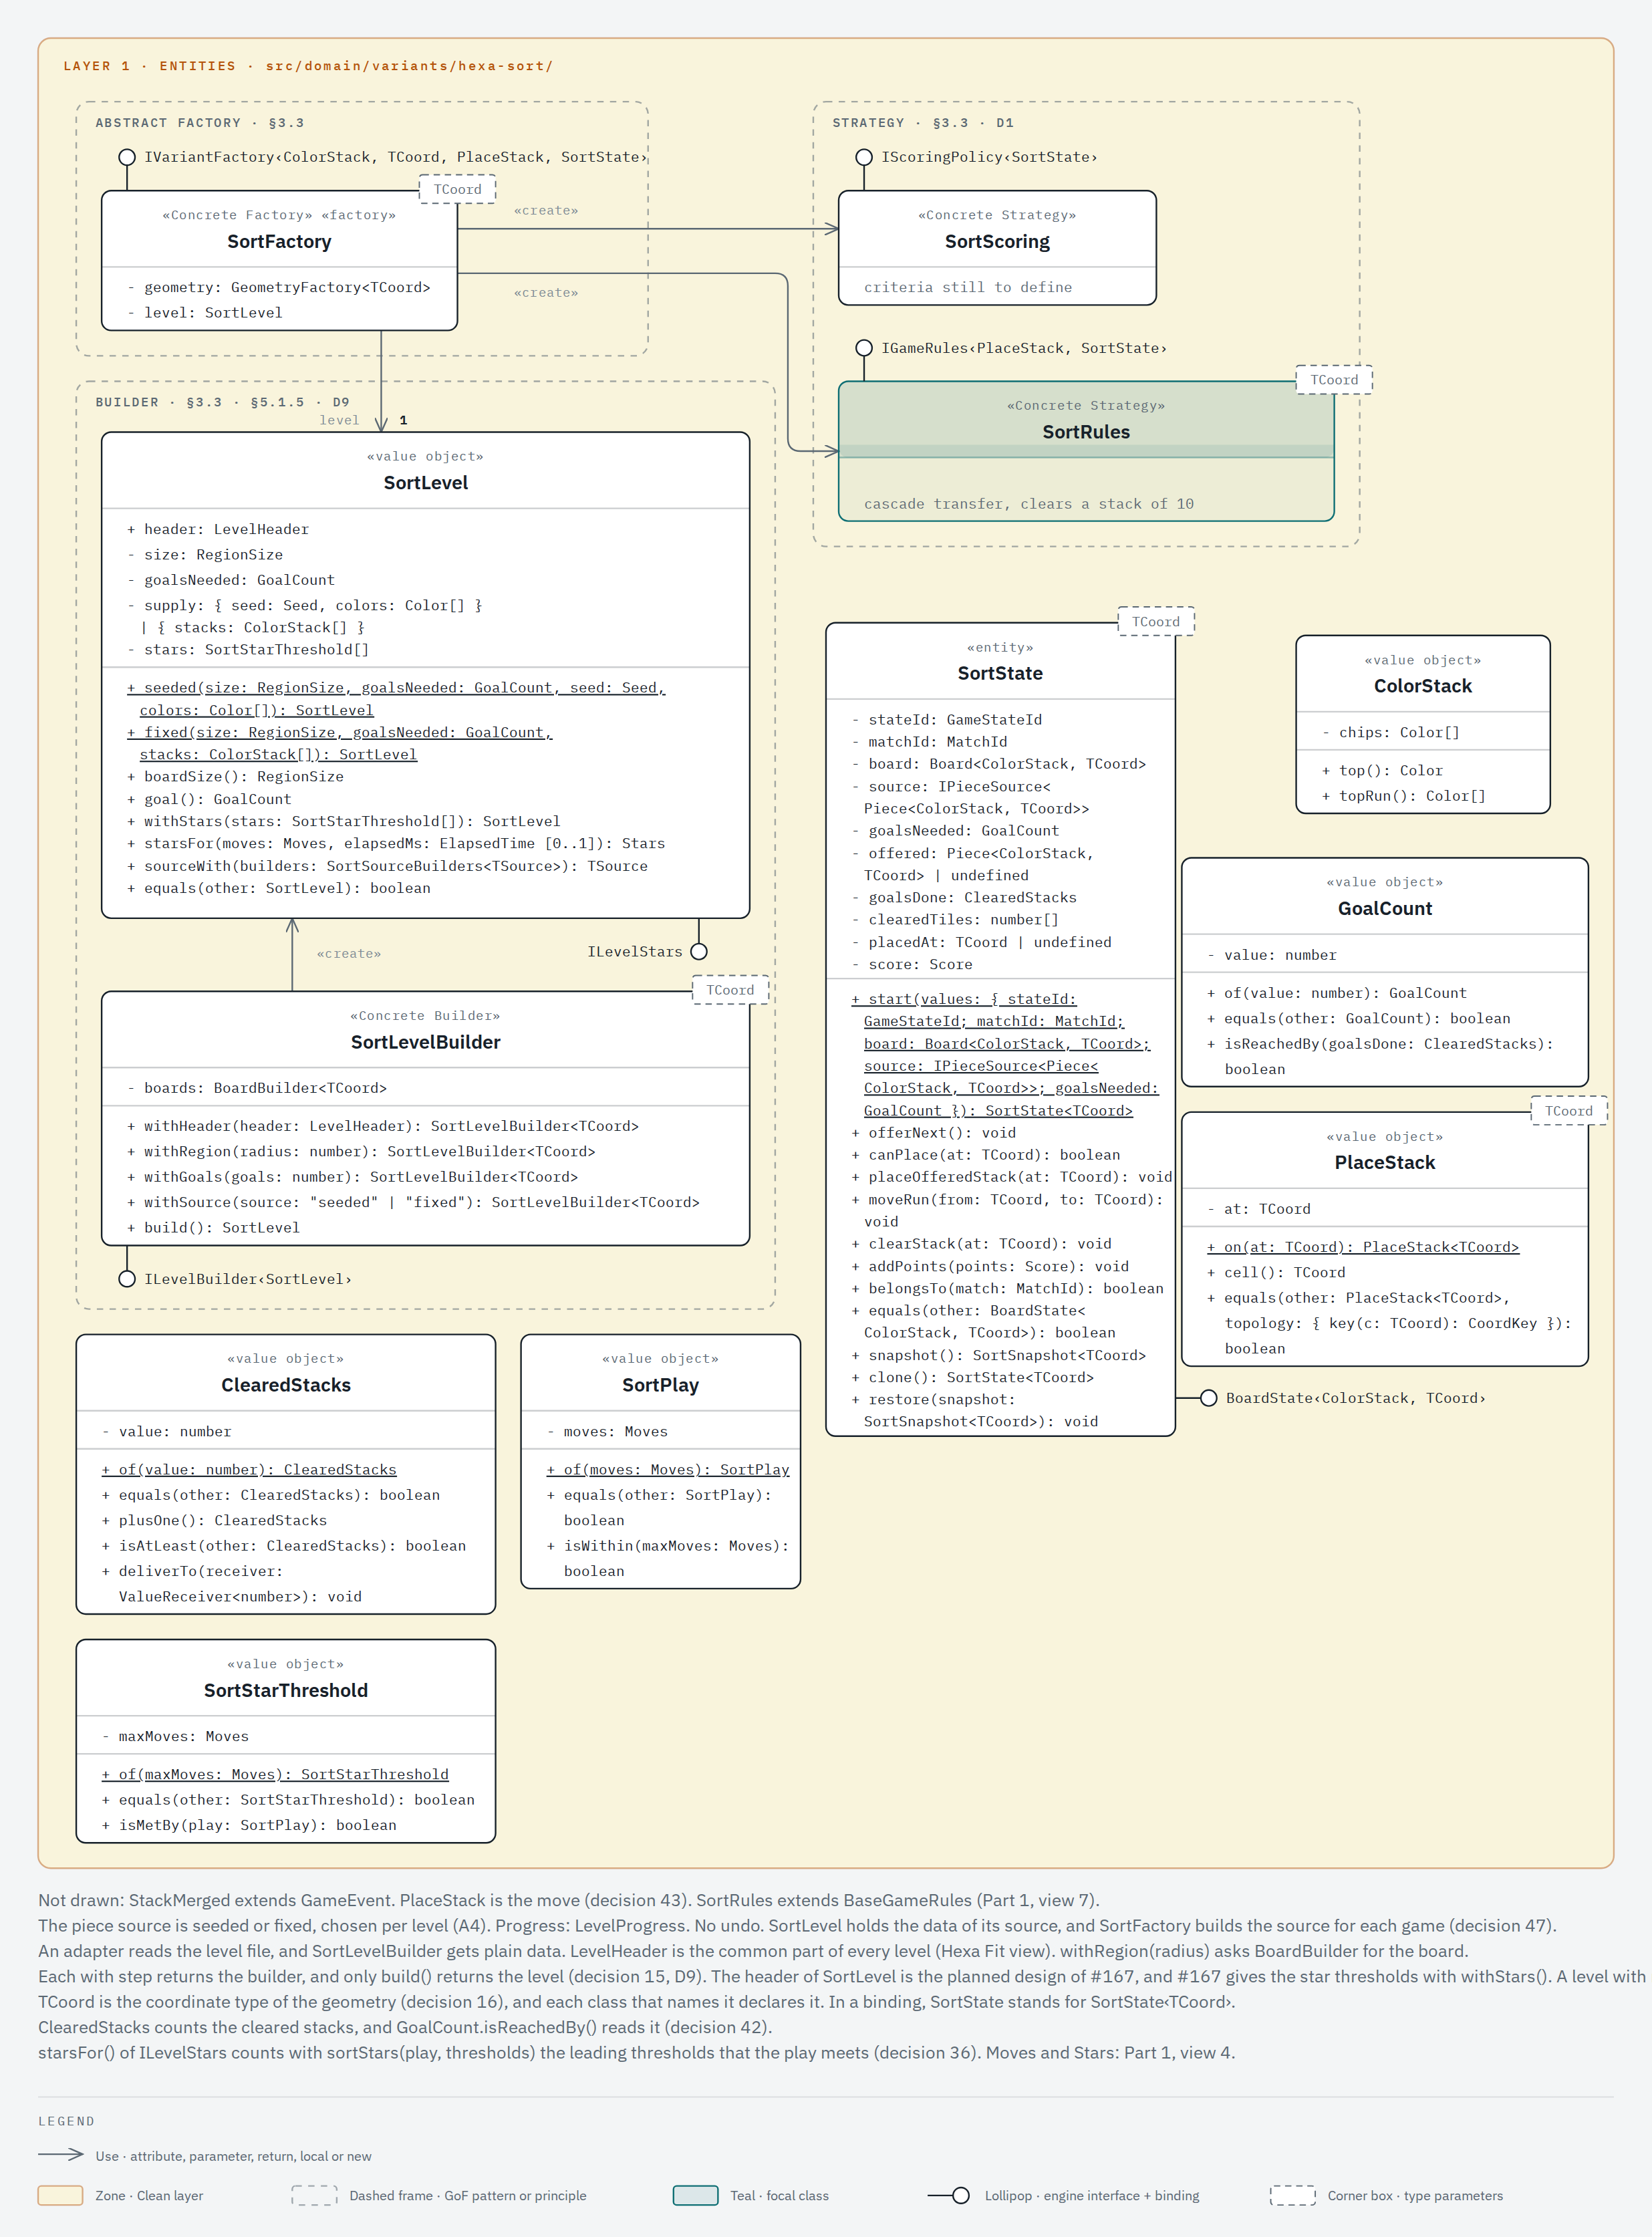 LAYER 1 · ENTITIES · src/domain/variants/hexa-sort/
ABSTRACT FACTORY · §3.3
IVariantFactory‹ColorStack, TCoord, PlaceStack, SortState›
TCoord
«Concrete Factory» «factory»
SortFactory
- geometry: GeometryFactory<TCoord>
- level: SortLevel
«create»
«create»
STRATEGY · §3.3 · D1
IScoringPolicy‹SortState›
«Concrete Strategy»
SortScoring
criteria still to define
IGameRules‹PlaceStack, SortState›
TCoord
«Concrete Strategy»
SortRules
cascade transfer, clears a stack of 10
BUILDER · §3.3 · §5.1.5 · D9
level 1
«value object»
SortLevel
+ header: LevelHeader
- size: RegionSize
- goalsNeeded: GoalCount
- supply: { seed: Seed, colors: Color[] }
| { stacks: ColorStack[] }
- stars: SortStarThreshold[]
+ seeded(size: RegionSize, goalsNeeded: GoalCount, seed: Seed,
colors: Color[]): SortLevel
+ fixed(size: RegionSize, goalsNeeded: GoalCount,
stacks: ColorStack[]): SortLevel
+ boardSize(): RegionSize
+ goal(): GoalCount
+ withStars(stars: SortStarThreshold[]): SortLevel
+ starsFor(moves: Moves, elapsedMs: ElapsedTime [0..1]): Stars
+ sourceWith(builders: SortSourceBuilders<TSource>): TSource
+ equals(other: SortLevel): boolean
«create»
ILevelStars
TCoord
«Concrete Builder»
SortLevelBuilder
- boards: BoardBuilder<TCoord>
+ withHeader(header: LevelHeader): SortLevelBuilder<TCoord>
+ withRegion(radius: number): SortLevelBuilder<TCoord>
+ withGoals(goals: number): SortLevelBuilder<TCoord>
+ withSource(source: "seeded" | "fixed"): SortLevelBuilder<TCoord>
+ build(): SortLevel
ILevelBuilder‹SortLevel›
TCoord
«entity»
SortState
- stateId: GameStateId
- matchId: MatchId
- board: Board<ColorStack, TCoord>
- source: IPieceSource<
Piece<ColorStack, TCoord>>
- goalsNeeded: GoalCount
- offered: Piece<ColorStack,
TCoord> | undefined
- goalsDone: ClearedStacks
- clearedTiles: number[]
- placedAt: TCoord | undefined
- score: Score
+ start(values: { stateId:
GameStateId; matchId: MatchId;
board: Board<ColorStack, TCoord>;
source: IPieceSource<Piece<
ColorStack, TCoord>>; goalsNeeded:
GoalCount }): SortState<TCoord>
+ offerNext(): void
+ canPlace(at: TCoord): boolean
+ placeOfferedStack(at: TCoord): void
+ moveRun(from: TCoord, to: TCoord):
void
+ clearStack(at: TCoord): void
+ addPoints(points: Score): void
+ belongsTo(match: MatchId): boolean
+ equals(other: BoardState<
ColorStack, TCoord>): boolean
+ snapshot(): SortSnapshot<TCoord>
+ clone(): SortState<TCoord>
+ restore(snapshot:
SortSnapshot<TCoord>): void
BoardState‹ColorStack, TCoord›
«value object»
ColorStack
- chips: Color[]
+ top(): Color
+ topRun(): Color[]
«value object»
GoalCount
- value: number
+ of(value: number): GoalCount
+ equals(other: GoalCount): boolean
+ isReachedBy(goalsDone: ClearedStacks):
boolean
TCoord
«value object»
PlaceStack
- at: TCoord
+ on(at: TCoord): PlaceStack<TCoord>
+ cell(): TCoord
+ equals(other: PlaceStack<TCoord>,
topology: { key(c: TCoord): CoordKey }):
boolean
«value object»
ClearedStacks
- value: number
+ of(value: number): ClearedStacks
+ equals(other: ClearedStacks): boolean
+ plusOne(): ClearedStacks
+ isAtLeast(other: ClearedStacks): boolean
+ deliverTo(receiver:
ValueReceiver<number>): void
«value object»
SortPlay
- moves: Moves
+ of(moves: Moves): SortPlay
+ equals(other: SortPlay):
boolean
+ isWithin(maxMoves: Moves):
boolean
«value object»
SortStarThreshold
- maxMoves: Moves
+ of(maxMoves: Moves): SortStarThreshold
+ equals(other: SortStarThreshold): boolean
+ isMetBy(play: SortPlay): boolean
Not drawn: StackMerged extends GameEvent. PlaceStack is the move (decision 43). SortRules extends BaseGameRules (Part 1, view 7).
The piece source is seeded or fixed, chosen per level (A4). Progress: LevelProgress. No undo. SortLevel holds the data of its source, and SortFactory builds the source for each game (decision 47).
An adapter reads the level file, and SortLevelBuilder gets plain data. LevelHeader is the common part of every level (Hexa Fit view). withRegion(radius) asks BoardBuilder for the board.
Each with step returns the builder, and only build() returns the level (decision 15, D9). The header of SortLevel is the planned design of #167, and #167 gives the star thresholds with withStars(). A level with
TCoord is the coordinate type of the geometry (decision 16), and each class that names it declares it. In a binding, SortState stands for SortState‹TCoord›.
ClearedStacks counts the cleared stacks, and GoalCount.isReachedBy() reads it (decision 42).
starsFor() of ILevelStars counts with sortStars(play, thresholds) the leading thresholds that the play meets (decision 36). Moves and Stars: Part 1, view 4.
LEGEND
Use · attribute, parameter, return, local or new
Zone · Clean layer
Dashed frame · GoF pattern or principle
Teal · focal class
Lollipop · engine interface + binding
Corner box · type parameters